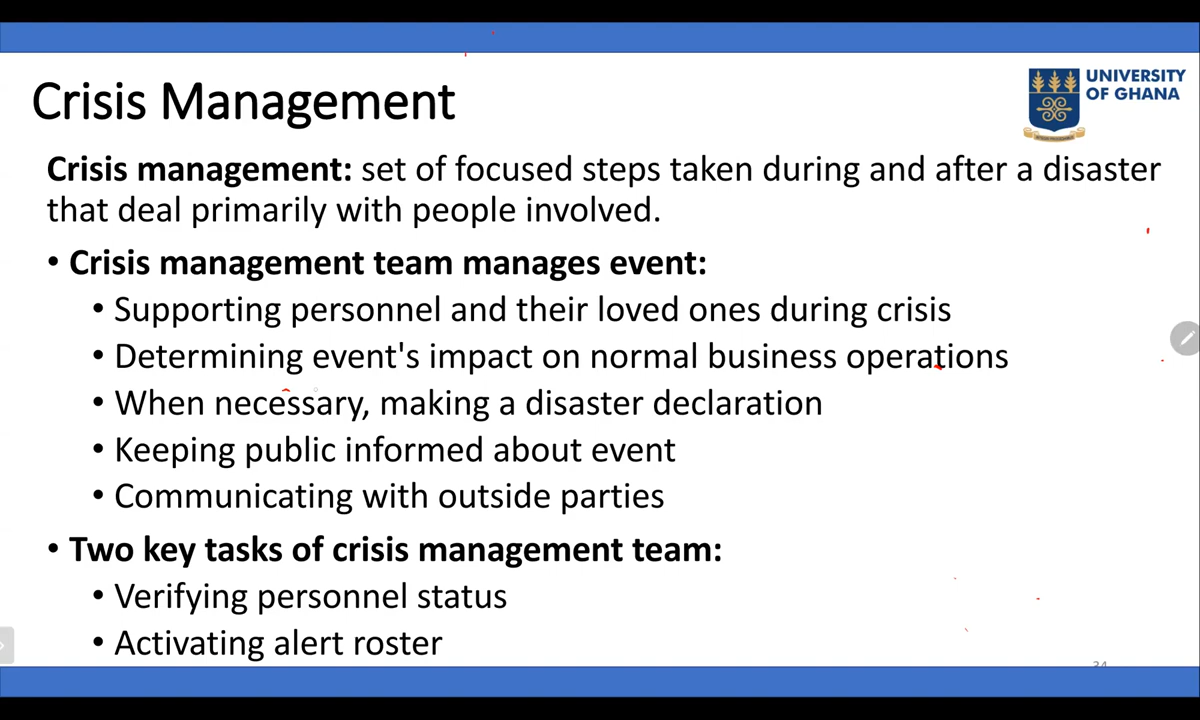 Crisis Management
UNIVERSITY
OF GHANA
Crisis management: set of focused steps taken during and after a disaster
that deal primarily with people involved.
• Crisis management team manages event:
• Supporting personnel and their loved ones during crisis
• Determining event's impact on normal business operations
• When necessary, making a disaster declaration
• Keeping public informed about event
• Communicating with outside parties
• Two key tasks of crisis management team:
• Verifying personnel status
• Activating alert roster